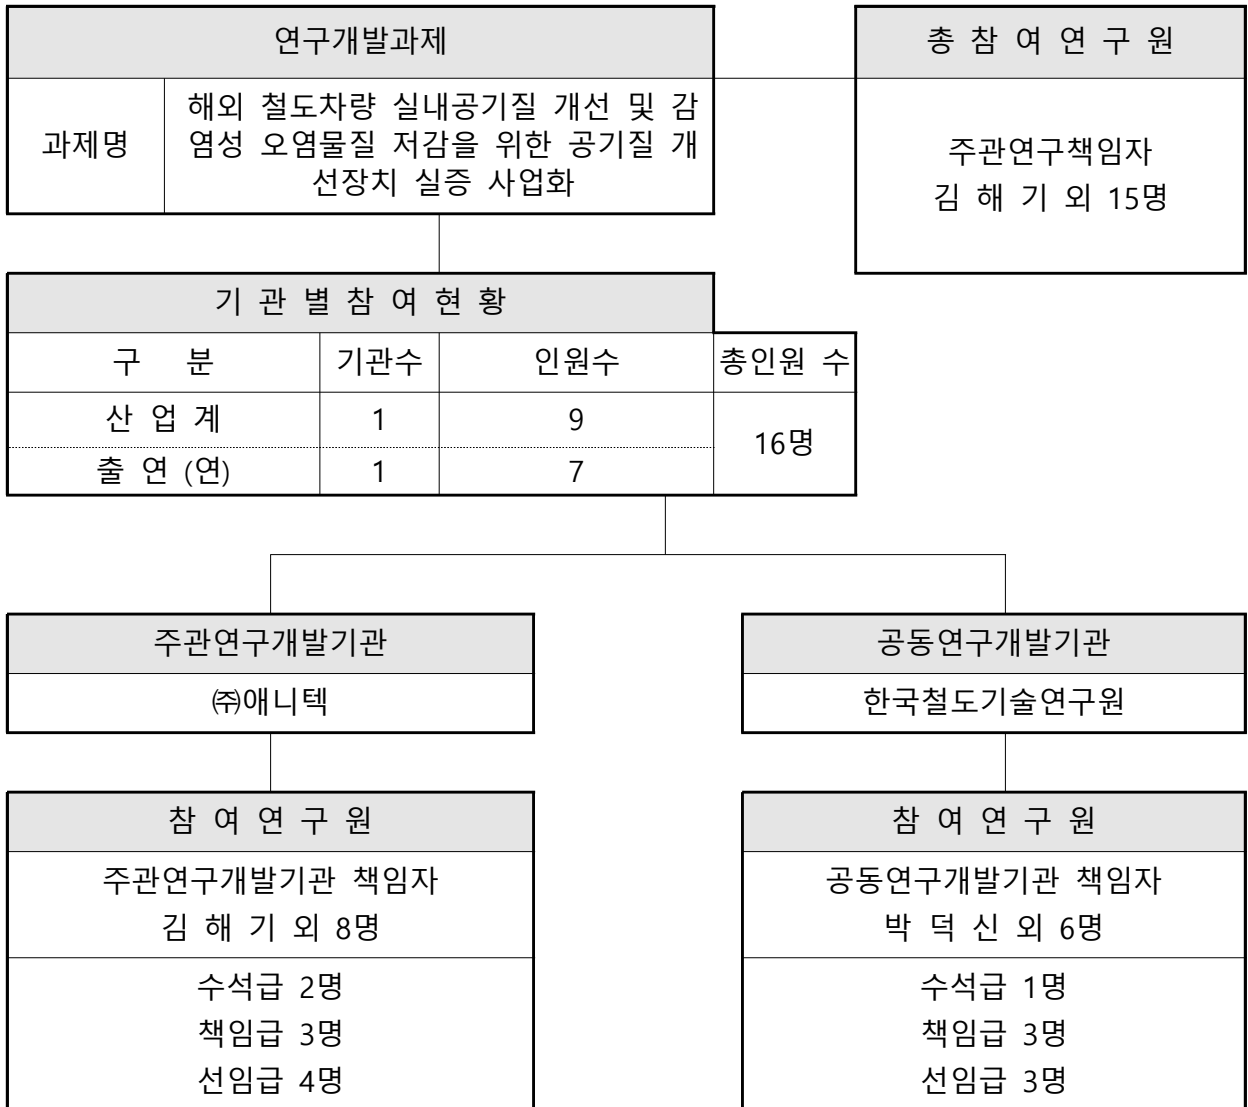 연구개발과제
총 참 여 연 구 원
과제명
해외 철도차량 실내공기질 개선 및 감
염성 오염물질 저감을 위한 공기질 개
선장치 실증 사업화
주관연구책임자
김 해 기 외 15명
기 관 별 참 여 현 황
구 분 기관수 인원수 총인원 수
산 업 계 1 9
16명
출 연 (연) 1 7
주관연구개발기관
㈜애니텍
공동연구개발기관
한국철도기술연구원
참 여 연 구 원
주관연구개발기관 책임자
김 해 기 외 8명
수석급 2명
책임급 3명
선임급 4명
참 여 연 구 원
공동연구개발기관 책임자
박 덕 신 외 6명
수석급 1명
책임급 3명
선임급 3명